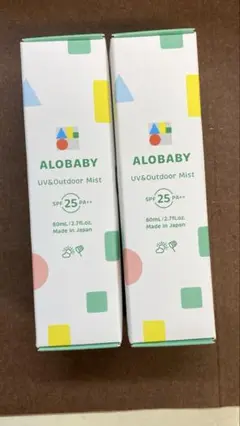 ALOBABY
UV&Outdoor Mist
SPF 25 PA++
80mL/2.7fl.oz.
Made in Japan
ALOBABY
UV&Outdoor Mist
SPF 25 PA++
80mL/2.7fl.oz.
Made in Japan